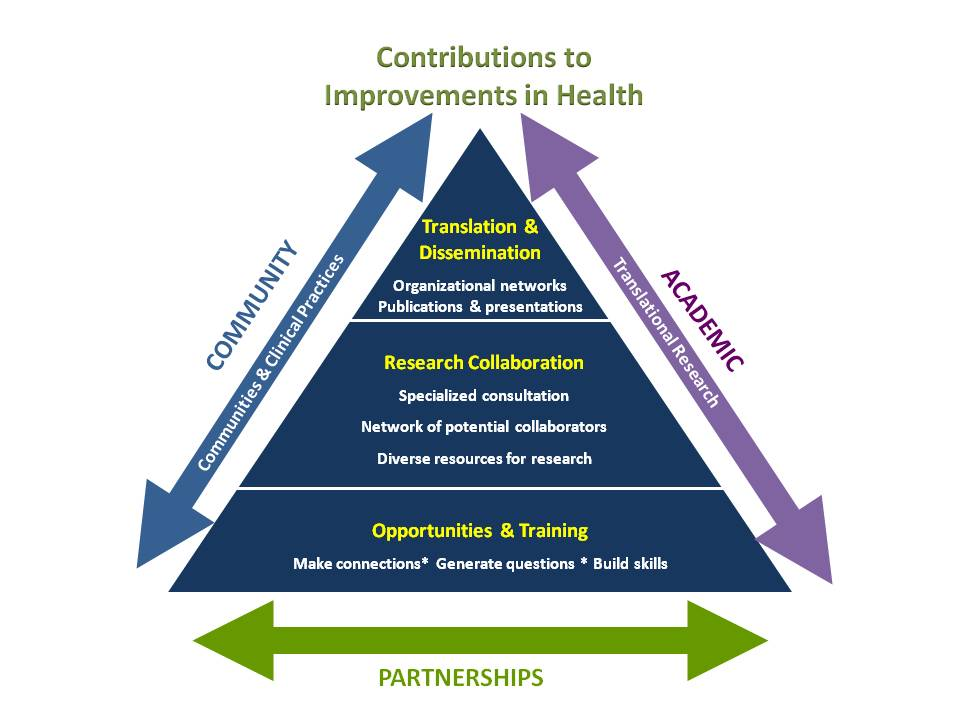 Contributions to
Improvements in Health
COMMUNITY
Communities & Clinical Practices
ACADEMIC
Translational Research
Translation &
Dissemination
Organizational networks
Publications & presentations
Research Collaboration
Specialized consultation
Network of potential collaborators
Diverse resources for research
Opportunities & Training
Make connections* Generate questions * Build skills
PARTNERSHIPS